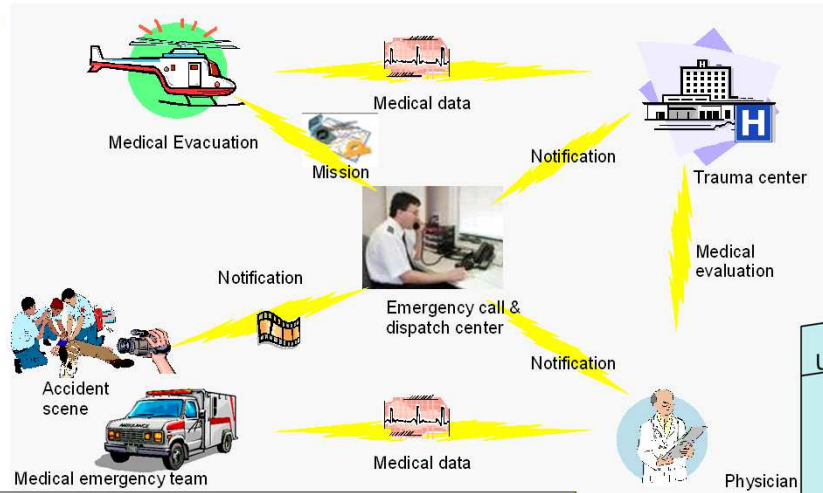 Medical data
Medical Evacuation
H
H
Mission
Notification
Trauma center
Notification
Medical
evaluation
Emergency call &
dispatch center
Notification
Accident
scene
AMBULANCE
Medical data
Medical emergency team
Physician
U